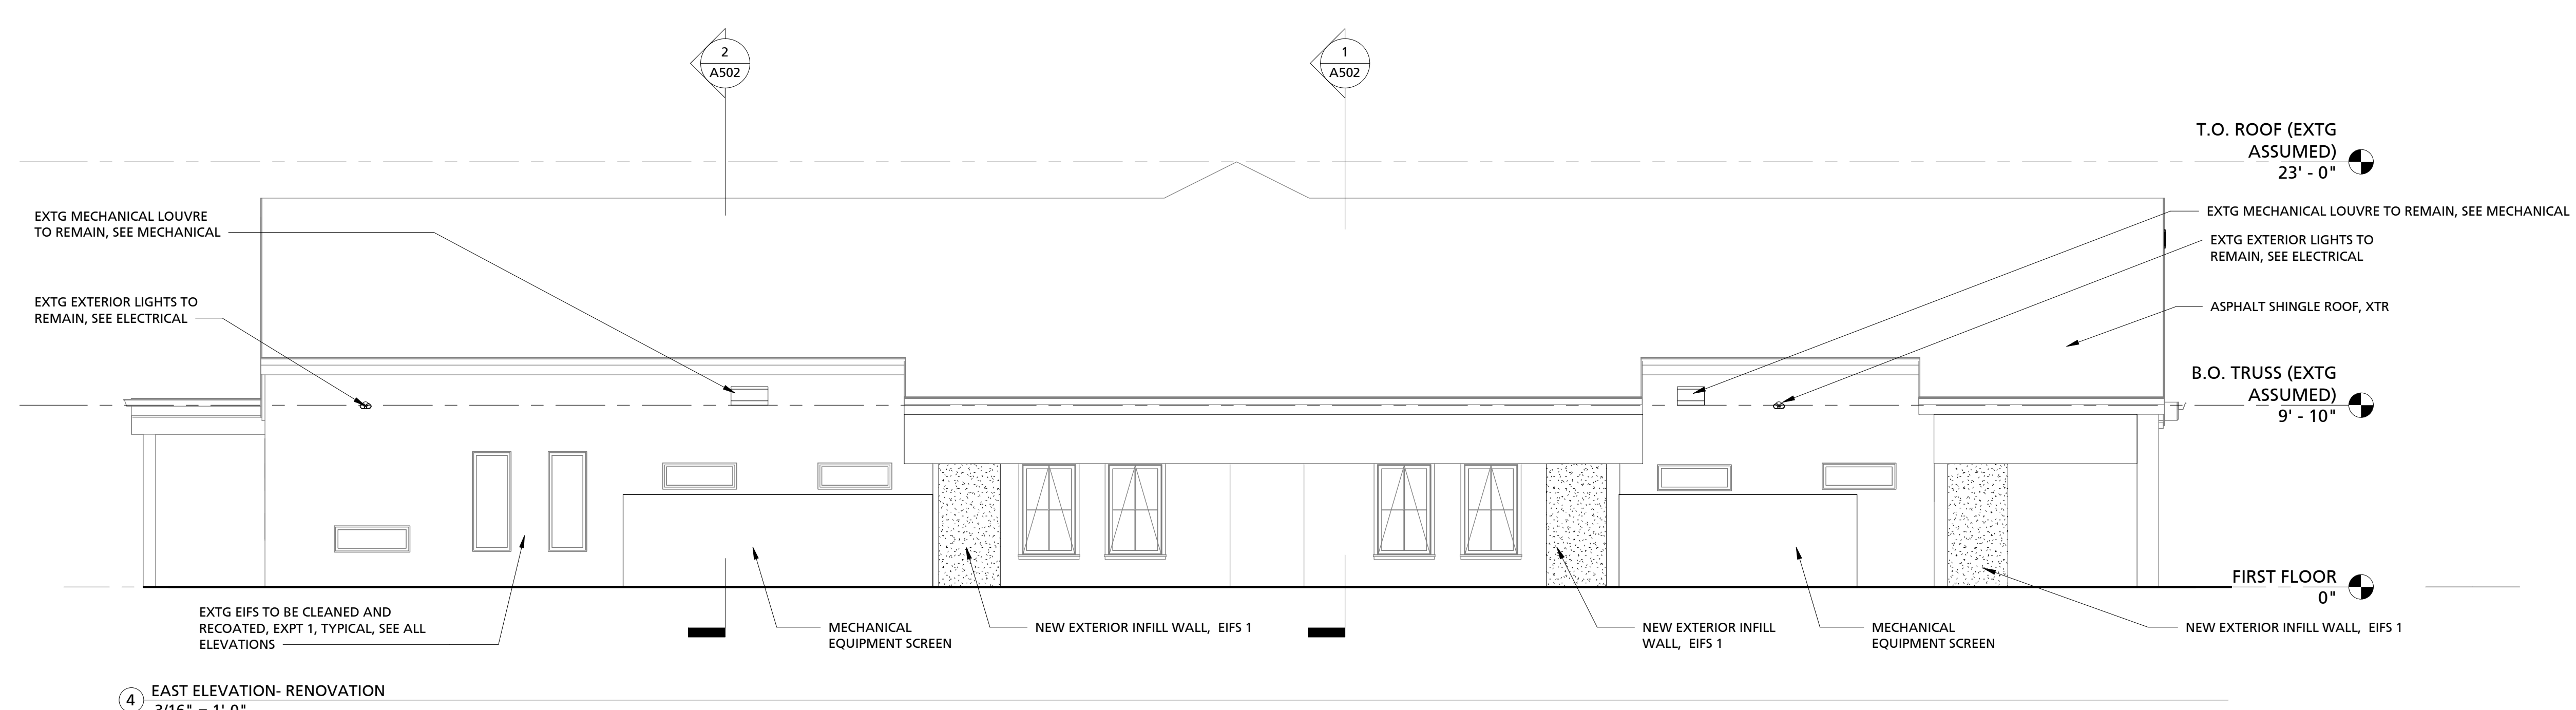 2
A502
1
A502
T.O. ROOF (EXTG
ASSUMED)
23' - 0"
EXTG MECHANICAL LOUVRE
TO REMAIN, SEE MECHANICAL
EXTG MECHANICAL LOUVRE TO REMAIN, SEE MECHANICAL
EXTG EXTERIOR LIGHTS TO
REMAIN, SEE ELECTRICAL
EXTG EXTERIOR LIGHTS TO
REMAIN, SEE ELECTRICAL
ASPHALT SHINGLE ROOF, XTR
B.O. TRUSS (EXTG
ASSUMED)
9' - 10"
FIRST FLOOR
0"
EXTG EIFS TO BE CLEANED AND
RECOATED, EXPT 1, TYPICAL, SEE ALL
ELEVATIONS
MECHANICAL
EQUIPMENT SCREEN
NEW EXTERIOR INFILL WALL, EIFS 1
NEW EXTERIOR INFILL
WALL, EIFS 1
MECHANICAL
EQUIPMENT SCREEN
NEW EXTERIOR INFILL WALL, EIFS 1
4
EAST ELEVATION- RENOVATION
3/16" = 1'-0"